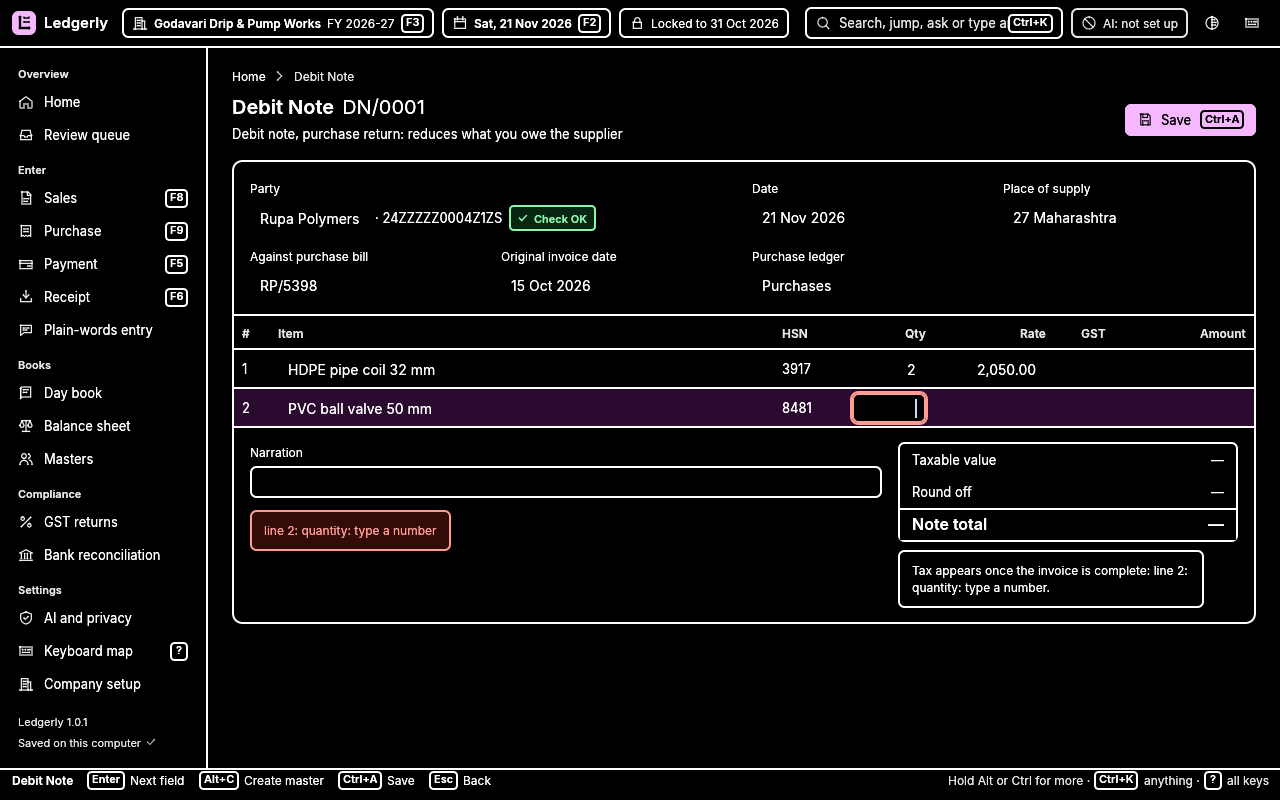 Ledgerly
Godavari Drip & Pump Works FY 2026-27 F3
Sat, 21 Nov 2026 F2
Locked to 31 Oct 2026
Search, jump, ask or type a Ctrl+K
AI: not set up
Overview
Home
Review queue
Enter
Sales F8
Purchase F9
Payment F5
Receipt F6
Plain-words entry
Books
Day book
Balance sheet
Masters
Compliance
GST returns
Bank reconciliation
Settings
AI and privacy
Keyboard map ?
Company setup
Ledgerly 1.0.1
Saved on this computer
Home > Debit Note
Debit Note DN/0001
Debit note, purchase return: reduces what you owe the supplier
Save Ctrl+A
Party Date Place of supply
Rupa Polymers · 24ZZZZZ0004Z1ZS Check OK 21 Nov 2026 27 Maharashtra
Against purchase bill Original invoice date Purchase ledger
RP/5398 15 Oct 2026 Purchases
# Item HSN Qty Rate GST Amount
1 HDPE pipe coil 32 mm 3917 2 2,050.00
2 PVC ball valve 50 mm 8481
Narration
line 2: quantity: type a number
Taxable value —
Round off —
Note total —
Tax appears once the invoice is complete: line 2:
quantity: type a number.
Debit Note Enter Next field Alt+C Create master Ctrl+A Save Esc Back
Hold Alt or Ctrl for more · Ctrl+K anything · ? all keys